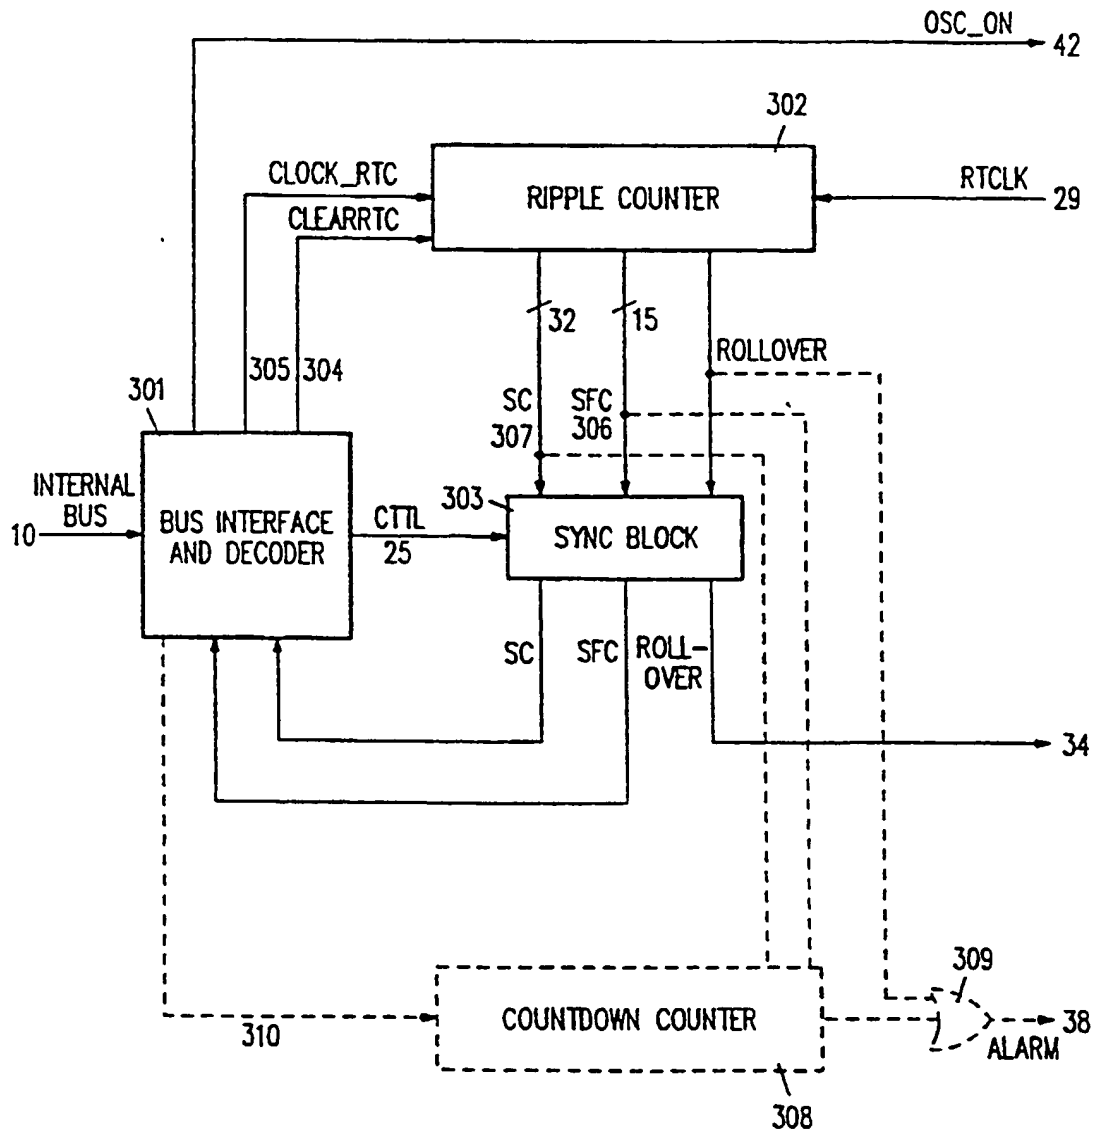 OSC_ON
42
302
CLOCK_RTC
RIPPLE COUNTER
RTCLK
29
CLEARRTC
32
15
305
304
ROLLOVER
301
SC
307
SFC
306
INTERNAL
BUS
10
BUS INTERFACE
AND DECODER
CTTL
25
303
SYNC BLOCK
SC
SFC
ROLL-
OVER
34
309
310
COUNTDOWN COUNTER
38
ALARM
308